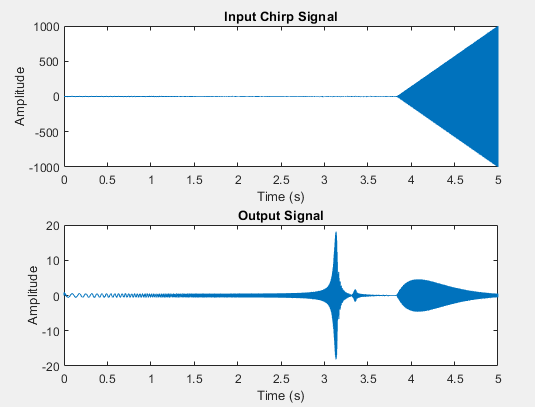 Input Chirp Signal
1000
500
0
-500
-1000
Amplitude
0 0.5 1 1.5 2 2.5 3 3.5 4 4.5 5
Time (s)
Output Signal
20
10
0
-10
-20
Amplitude
0 0.5 1 1.5 2 2.5 3 3.5 4 4.5 5
Time (s)